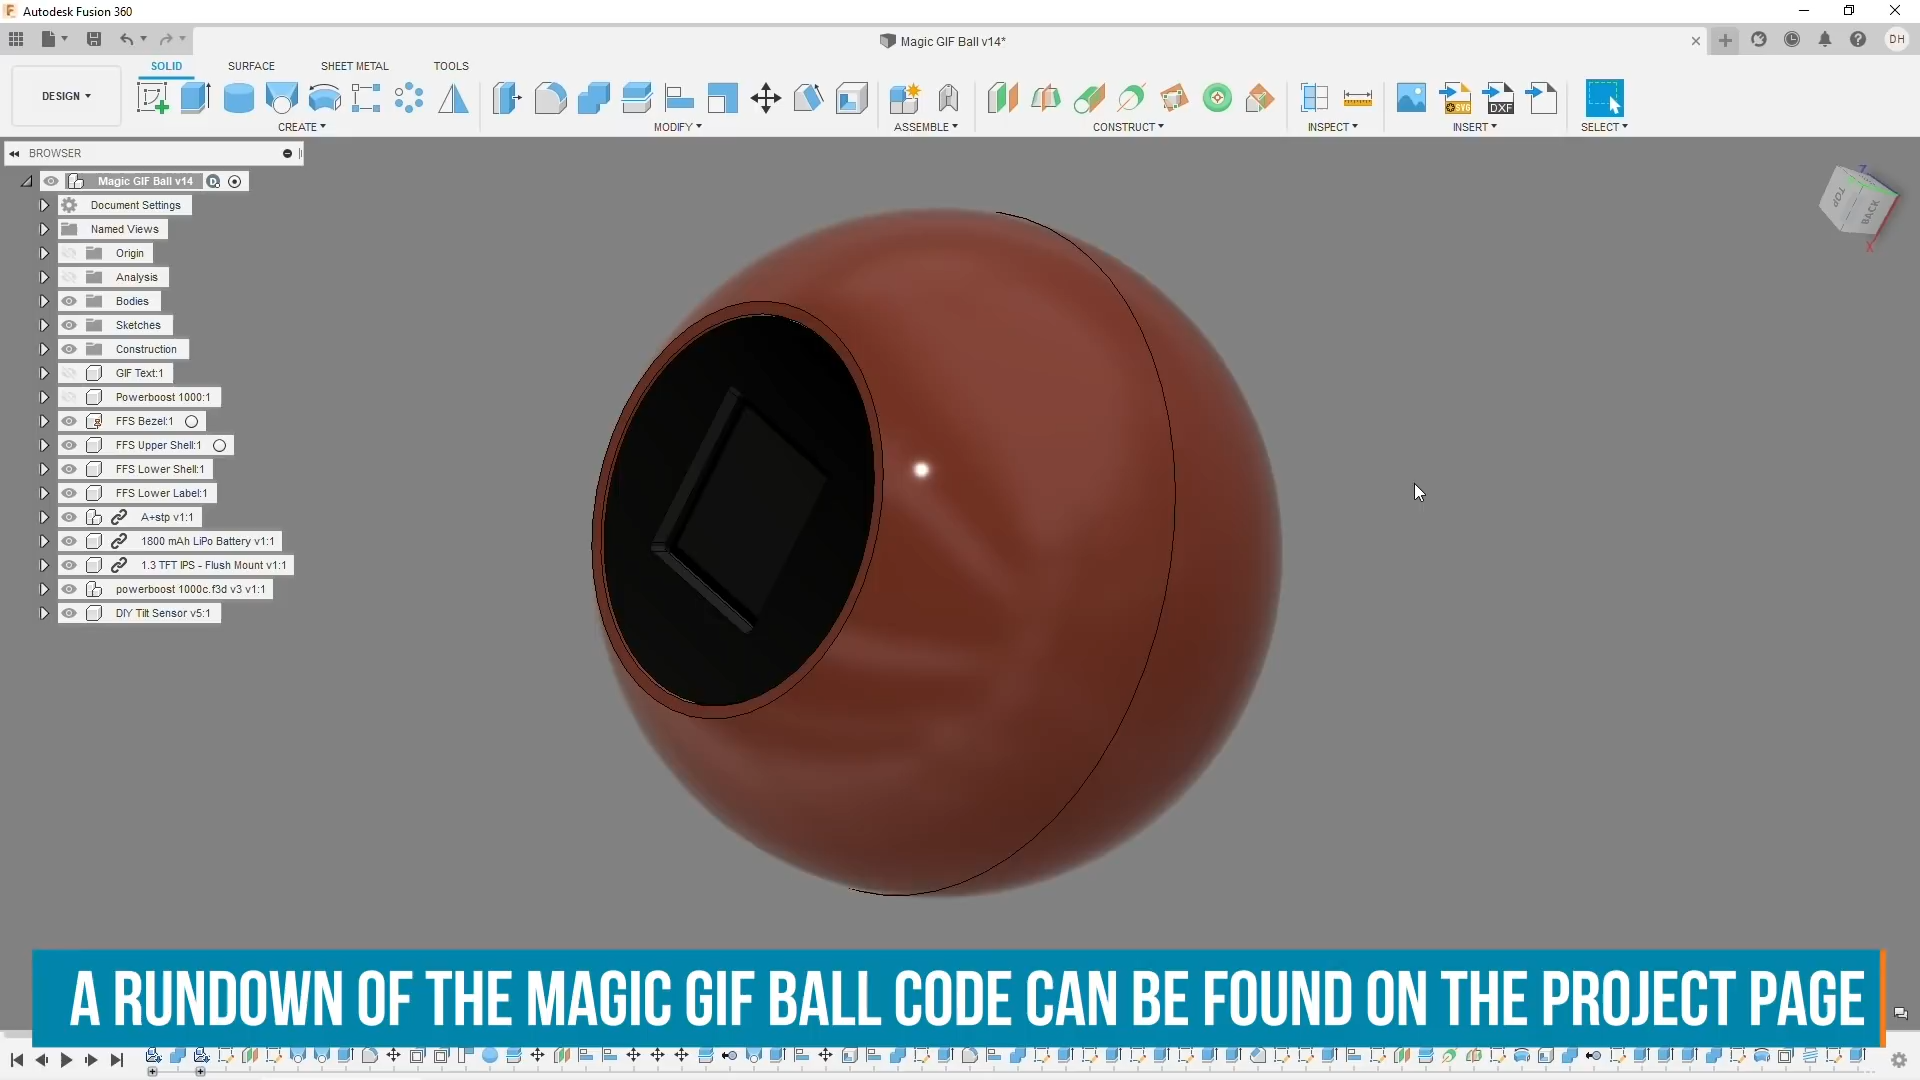 Autodesk Fusion 360
Magic GIF Ball v14*
DH
SOLID SURFACE SHEET METAL TOOLS
DESIGN
CREATE MODIFY ASSEMBLE CONSTRUCT INSPECT INSERT SELECT
SVG
DXF
BROWSER
Magic GIF Ball v14
Document Settings
Named Views
Origin
Analysis
Bodies
Sketches
Construction
GIF Text:1
Powerboost 1000:1
FFS Bezel:1
FFS Upper Shell:1
FFS Lower Shell:1
FFS Lower Label:1
A+stp v1:1
1800 mAh LiPo Battery v1:1
1.3 TFT IPS - Flush Mount v1:1
powerboost 1000c.f3d v3 v1:1
DIY Tilt Sensor v5:1
Z
TOP
BACK
X
A RUNDOWN OF THE MAGIC GIF BALL CODE CAN BE FOUND ON THE PROJECT PAGE